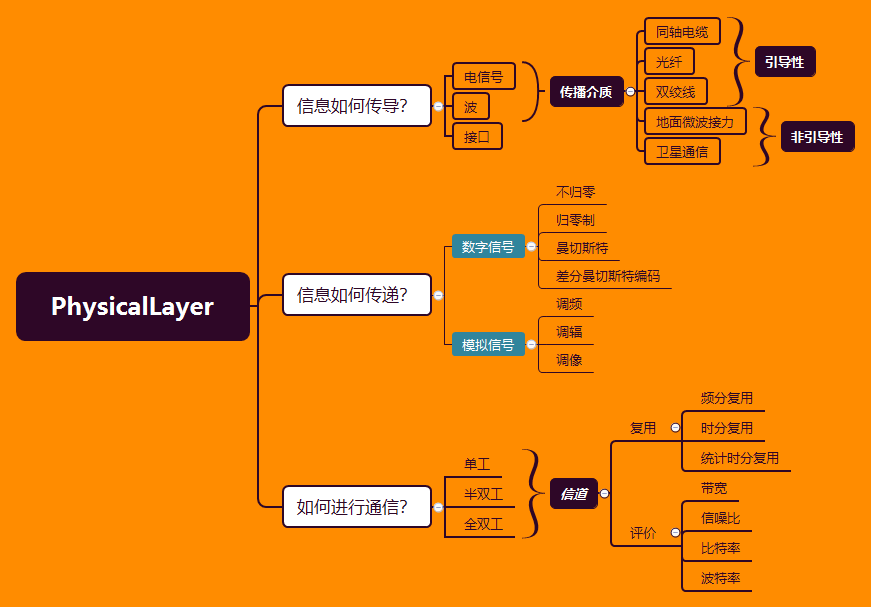 PhysicalLayer
信息如何传导?
电信号
波
接口
传播介质
同轴电缆
光纤
双绞线
地面微波接力
卫星通信
引导性
非引导性
信息如何传递?
数字信号
不归零
归零制
曼切斯特
差分曼切斯特编码
模拟信号
调频
调辐
调像
如何进行通信?
单工
半双工
全双工
信道
复用
频分复用
时分复用
统计时分复用
评价
带宽
信噪比
比特率
波特率